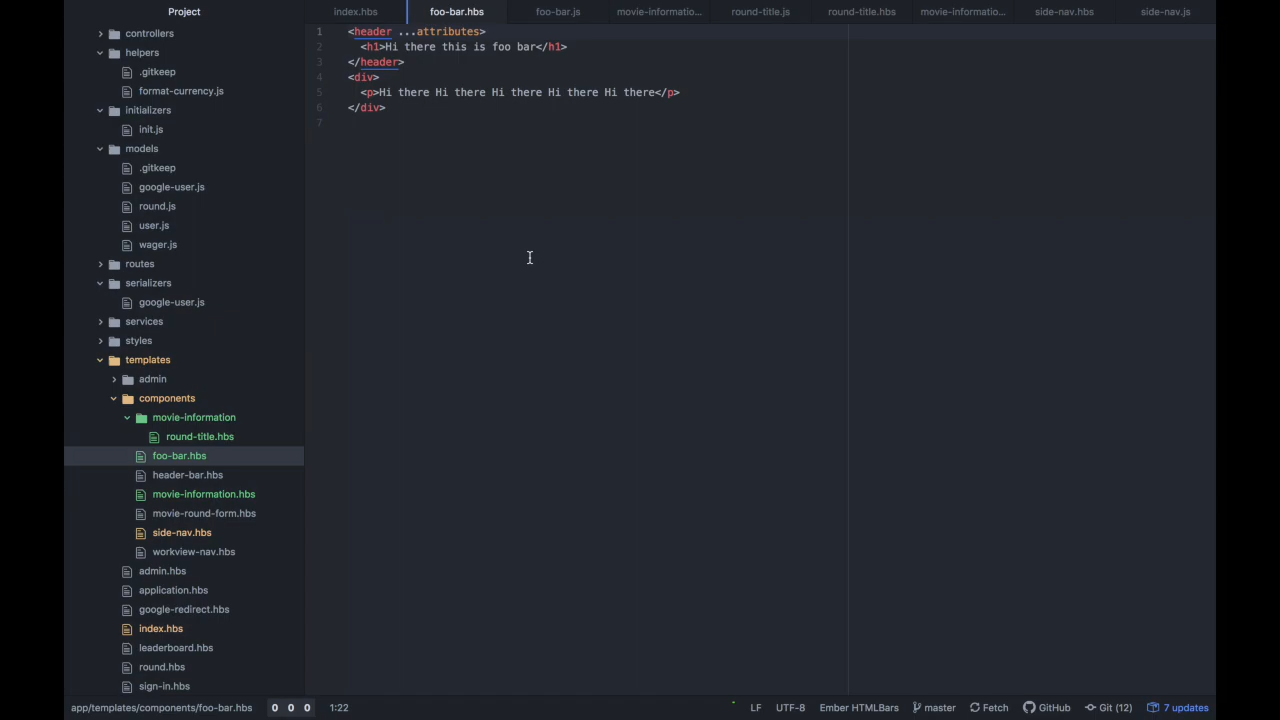 Project
index.hbs
foo-bar.hbs
foo-bar.js
movie-informatio...
round-title.js
round-title.hbs
movie-informatio...
side-nav.hbs
side-nav.js
controllers
helpers
.gitkeep
format-currency.js
initializers
init.js
models
.gitkeep
google-user.js
round.js
user.js
wager.js
routes
serializers
google-user.js
services
styles
templates
admin
components
movie-information
round-title.hbs
foo-bar.hbs
header-bar.hbs
movie-information.hbs
movie-round-form.hbs
side-nav.hbs
workview-nav.hbs
admin.hbs
application.hbs
google-redirect.hbs
index.hbs
leaderboard.hbs
round.hbs
sign-in.hbs
1 <header ...attributes>
2 <h1>Hi there this is foo bar</h1>
3 </header>
4 <div>
5 <p>Hi there Hi there Hi there Hi there Hi there</p>
6 </div>
7
app/templates/components/foo-bar.hbs 0 0 0 1:22 LF UTF-8 Ember HTMLBars master Fetch GitHub Git (12) 7 updates